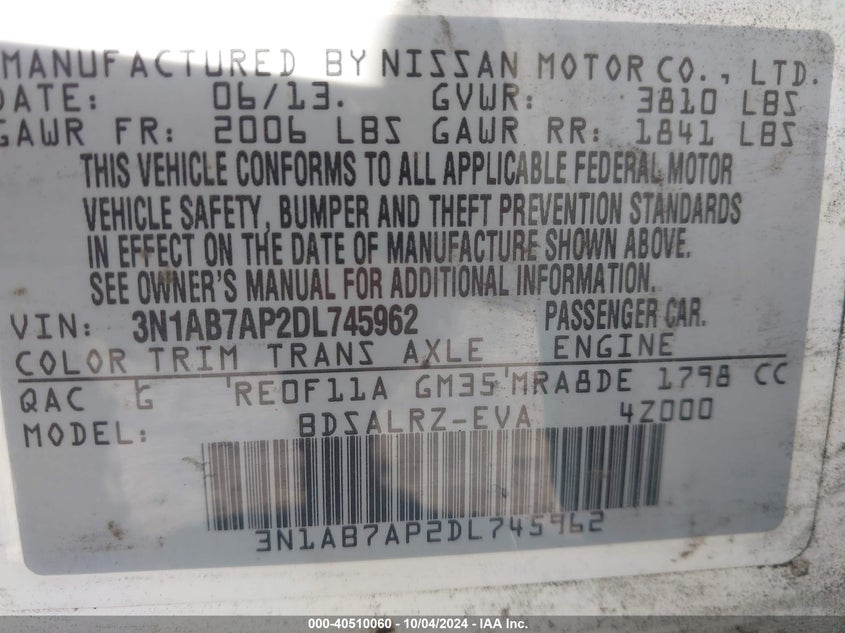 MANUFACTURED BY NISSAN MOTOR CO., LTD.
DATE: 06/13. GVWR: 3810 LBS
GAWR FR: 2006 LBS GAWR RR: 1841 LBS
THIS VEHICLE CONFORMS TO ALL APPLICABLE FEDERAL MOTOR
VEHICLE SAFETY, BUMPER AND THEFT PREVENTION STANDARDS
IN EFFECT ON THE DATE OF MANUFACTURE SHOWN ABOVE.
SEE OWNER'S MANUAL FOR ADDITIONAL INFORMATION.
VIN: 3N1AB7AP2DL745962 PASSENGER CAR.
COLOR TRIM TRANS AXLE ENGINE
QAC G RE0F11A GM35 MRA8DE 1798 CC
MODEL: BDSALRZ-EVA 4Z000
3N1AB7AP2DL745962
000-40510060 - 10/04/2024 - IAA Inc.